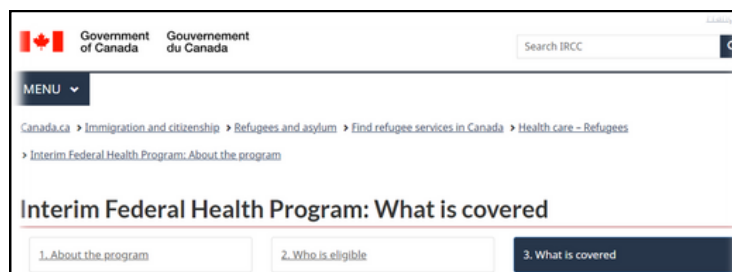 Government of Canada
Gouvernement du Canada
Search IRCC
MENU
Canada.ca > Immigration and citizenship > Refugees and asylum > Find refugee services in Canada > Health care – Refugees
> Interim Federal Health Program: About the program
Interim Federal Health Program: What is covered
1. About the program
2. Who is eligible
3. What is covered